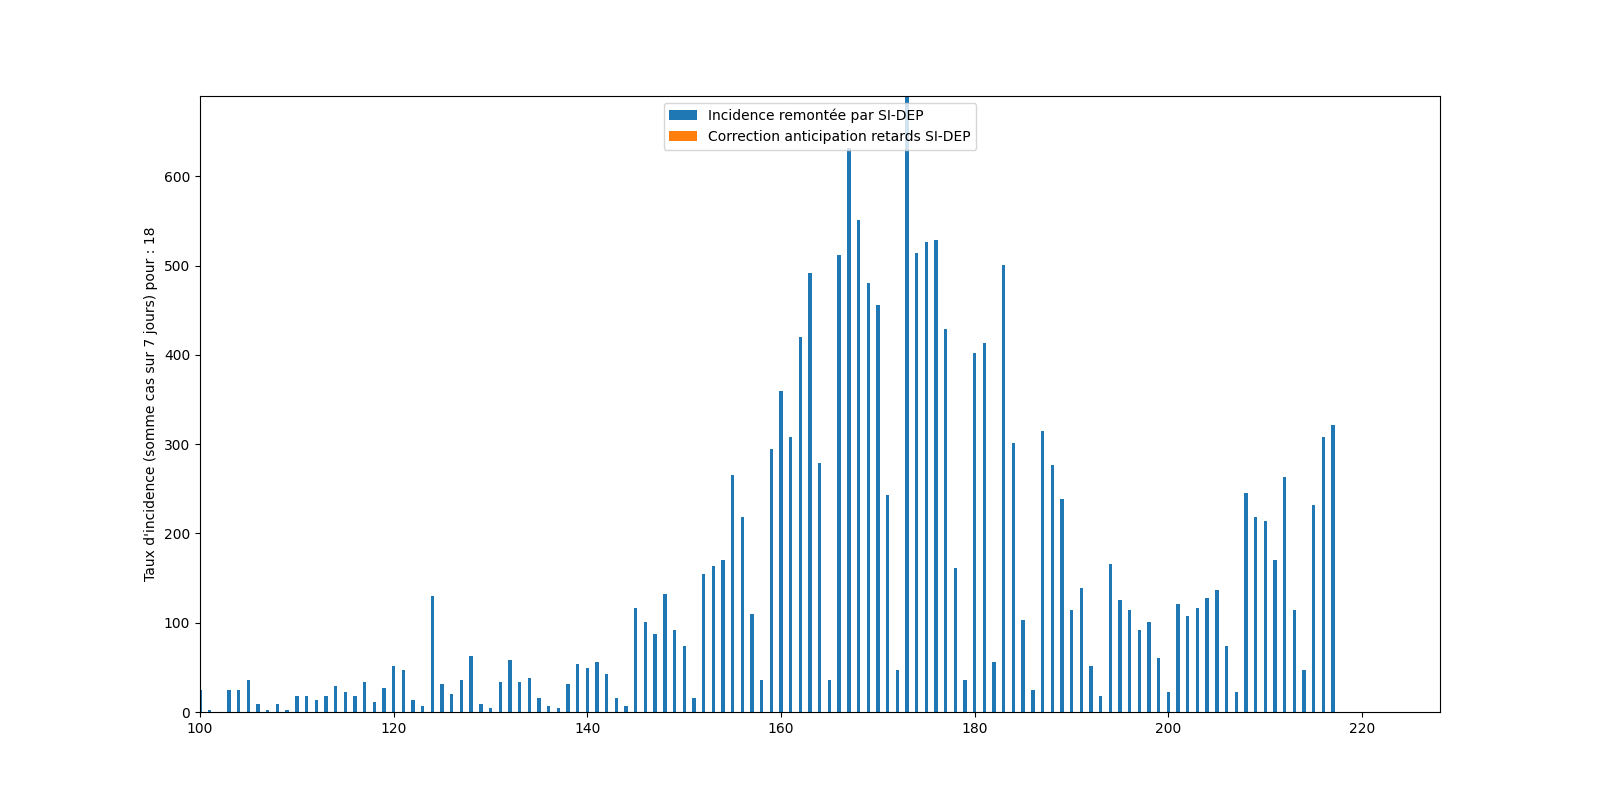 Incidence remontée par SI-DEP
Correction anticipation retards SI-DEP
Taux d'incidence (somme cas sur 7 jours) pour : 18
600
500
400
300
200
100
0
100 120 140 160 180 200 220